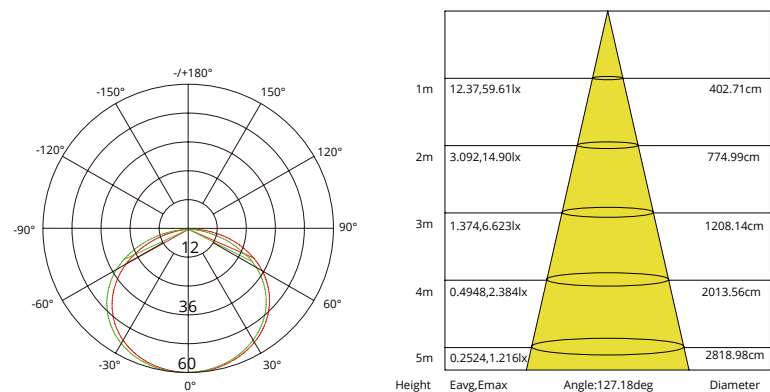 -/+180°
-150° 150°
-120° 120°
-90° 90°
12
-60° 60°
36
-30° 30°
60
0°
1m 12.37,59.61lx 402.71cm
2m 3.092,14.90lx 774.99cm
3m 1.374,6.623lx 1208.14cm
4m 0.4948,2.384lx 2013.56cm
5m 0.2524,1.216lx 2818.98cm
Height Eavg,Emax Angle:127.18deg Diameter